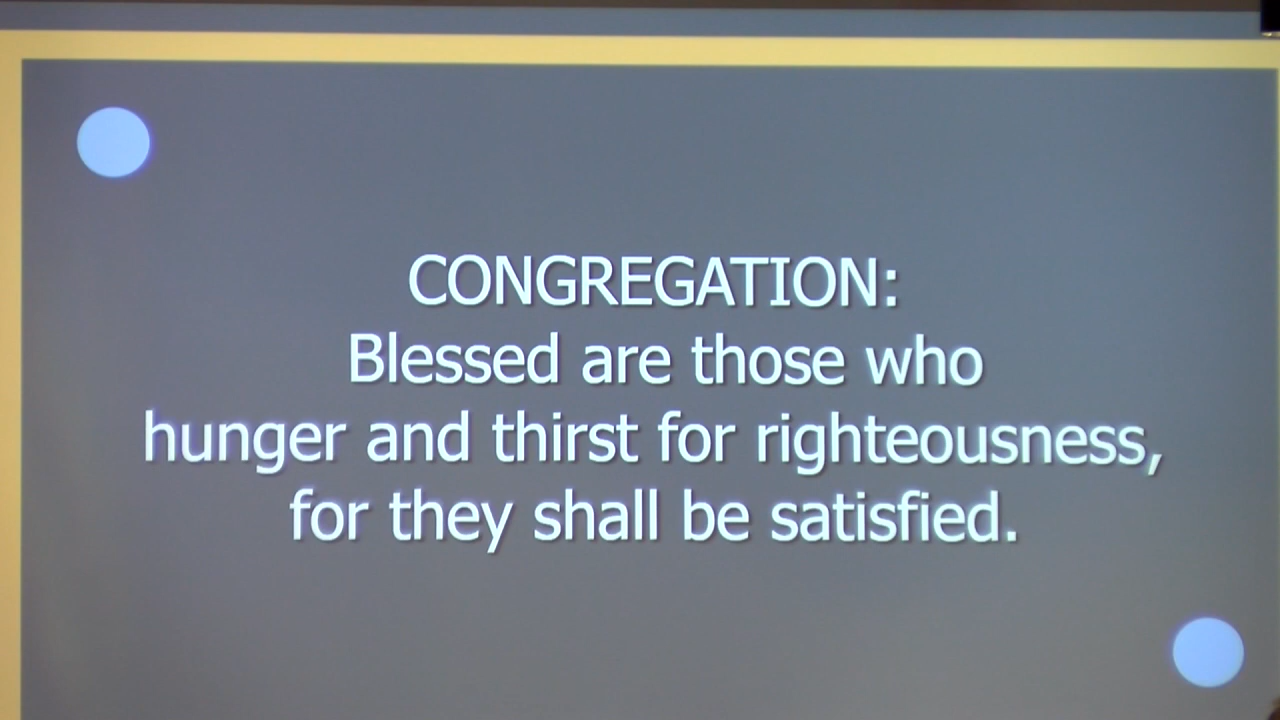 CONGREGATION:
Blessed are those who
hunger and thirst for righteousness,
for they shall be satisfied.